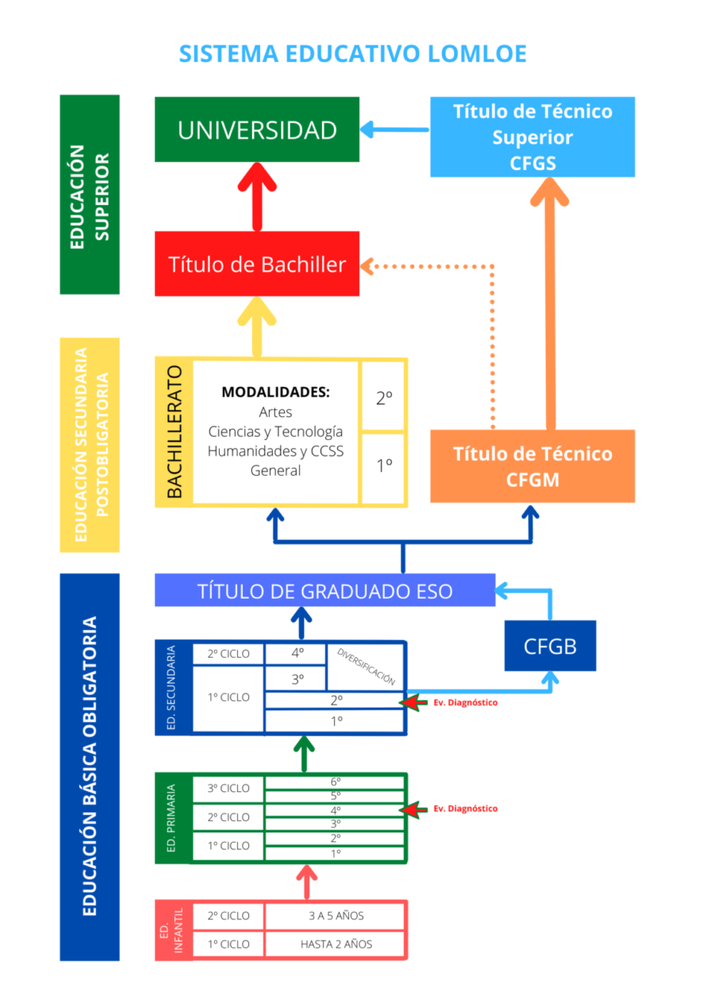 SISTEMA EDUCATIVO LOMLOE
EDUCACIÓN
SUPERIOR
UNIVERSIDAD
Título de Técnico
Superior
CFGS
Título de Bachiller
EDUCACIÓN SECUNDARIA
POSTOBLIGATORIA
BACHILLERATO
MODALIDADES:
Artes
Ciencias y Tecnología
Humanidades y CCSS
General
2º
1º
Título de Técnico
CFGM
EDUCACIÓN BÁSICA OBLIGATORIA
TÍTULO DE GRADUADO ESO
CFGB
ED. SECUNDARIA
2º CICLO
4º
DIVERSIFICACIÓN
3º
1º CICLO
2º
Ev. Diagnóstico
1º
ED. PRIMARIA
3º CICLO
6º
5º
2º CICLO
4º
Ev. Diagnóstico
3º
1º CICLO
2º
1º
ED.
INFANTIL
2º CICLO
3 A 5 AÑOS
1º CICLO
HASTA 2 AÑOS